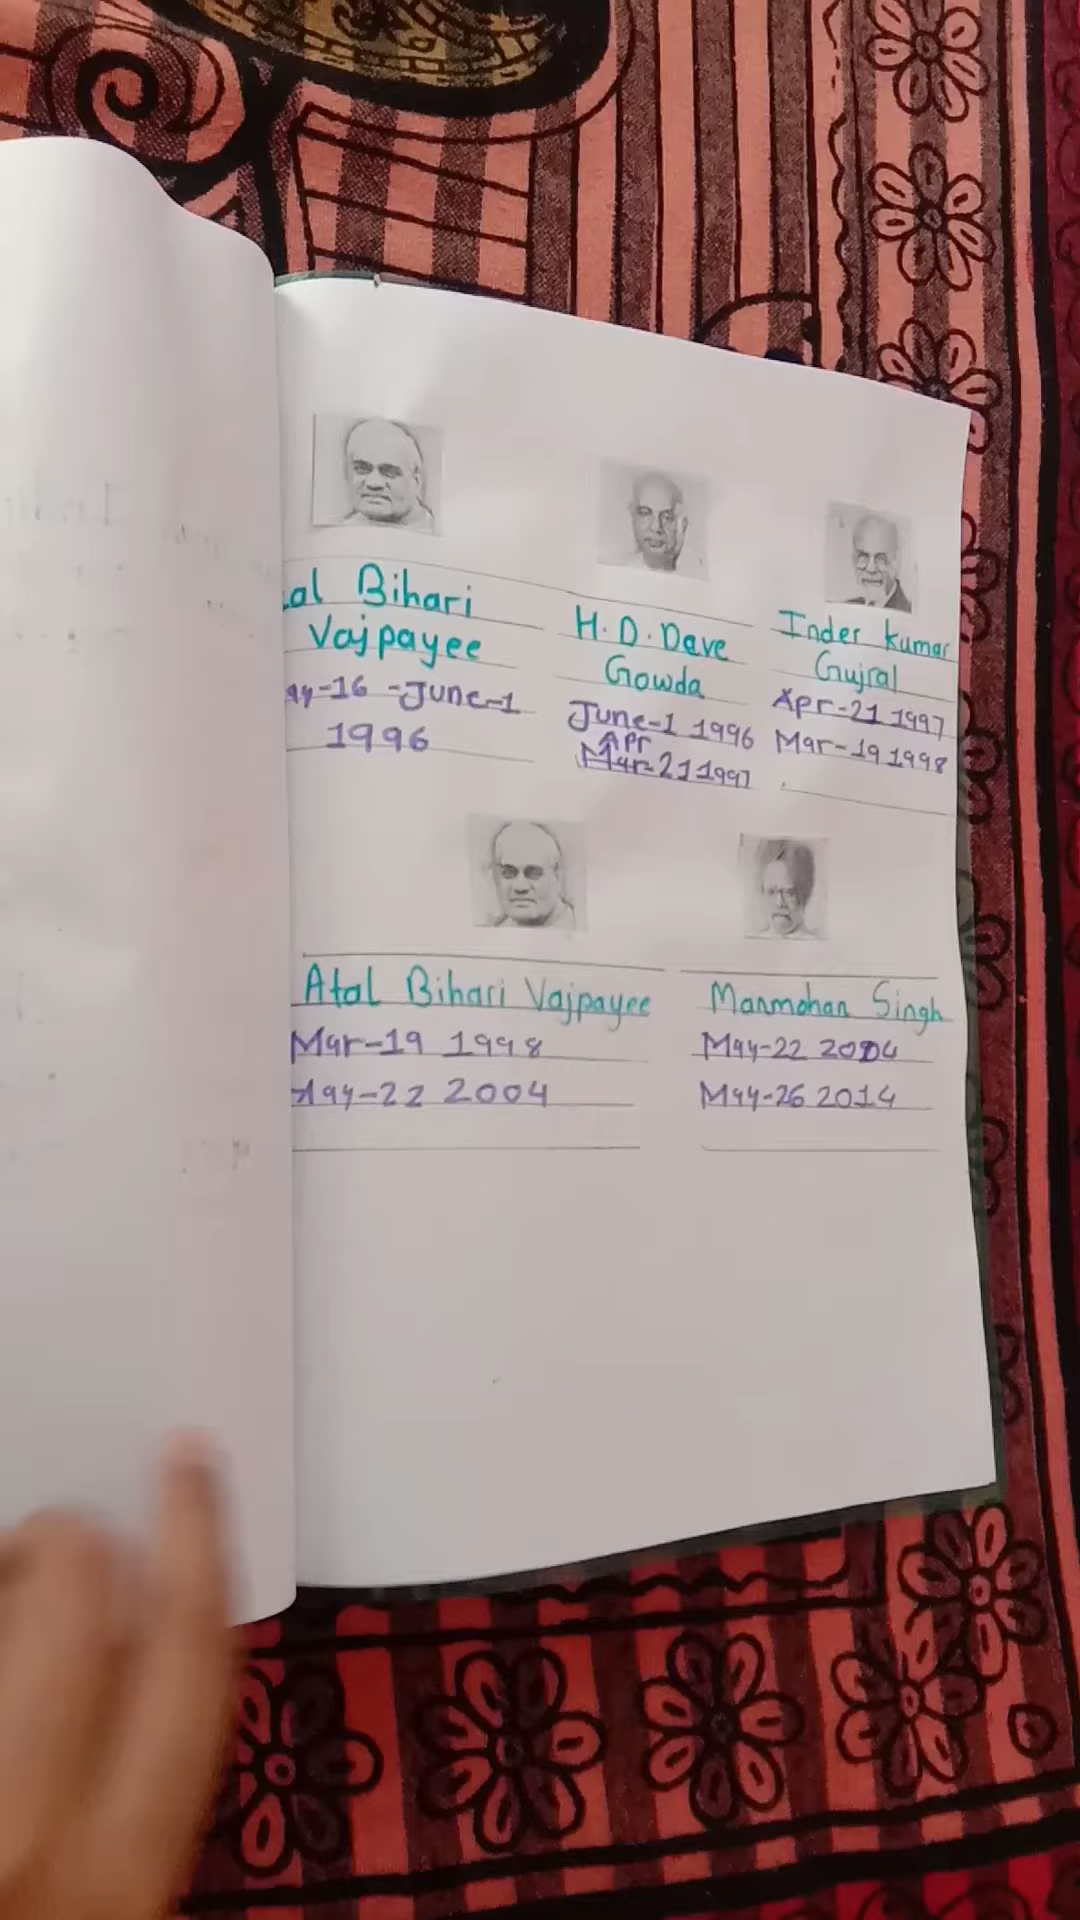 al Bihari
Vajpayee
ay-16 -June-1
1996
H. D. Dave
Gowda
June-1 1996
Apr
Mar-21 1997
Inder kumar
Gujral
Apr-21 1997
Mar-19 1998
Atal Bihari Vajpayee
Mar-19 1998
May-22 2004
Manmohan Singh
May-22 2004
May-26 2014